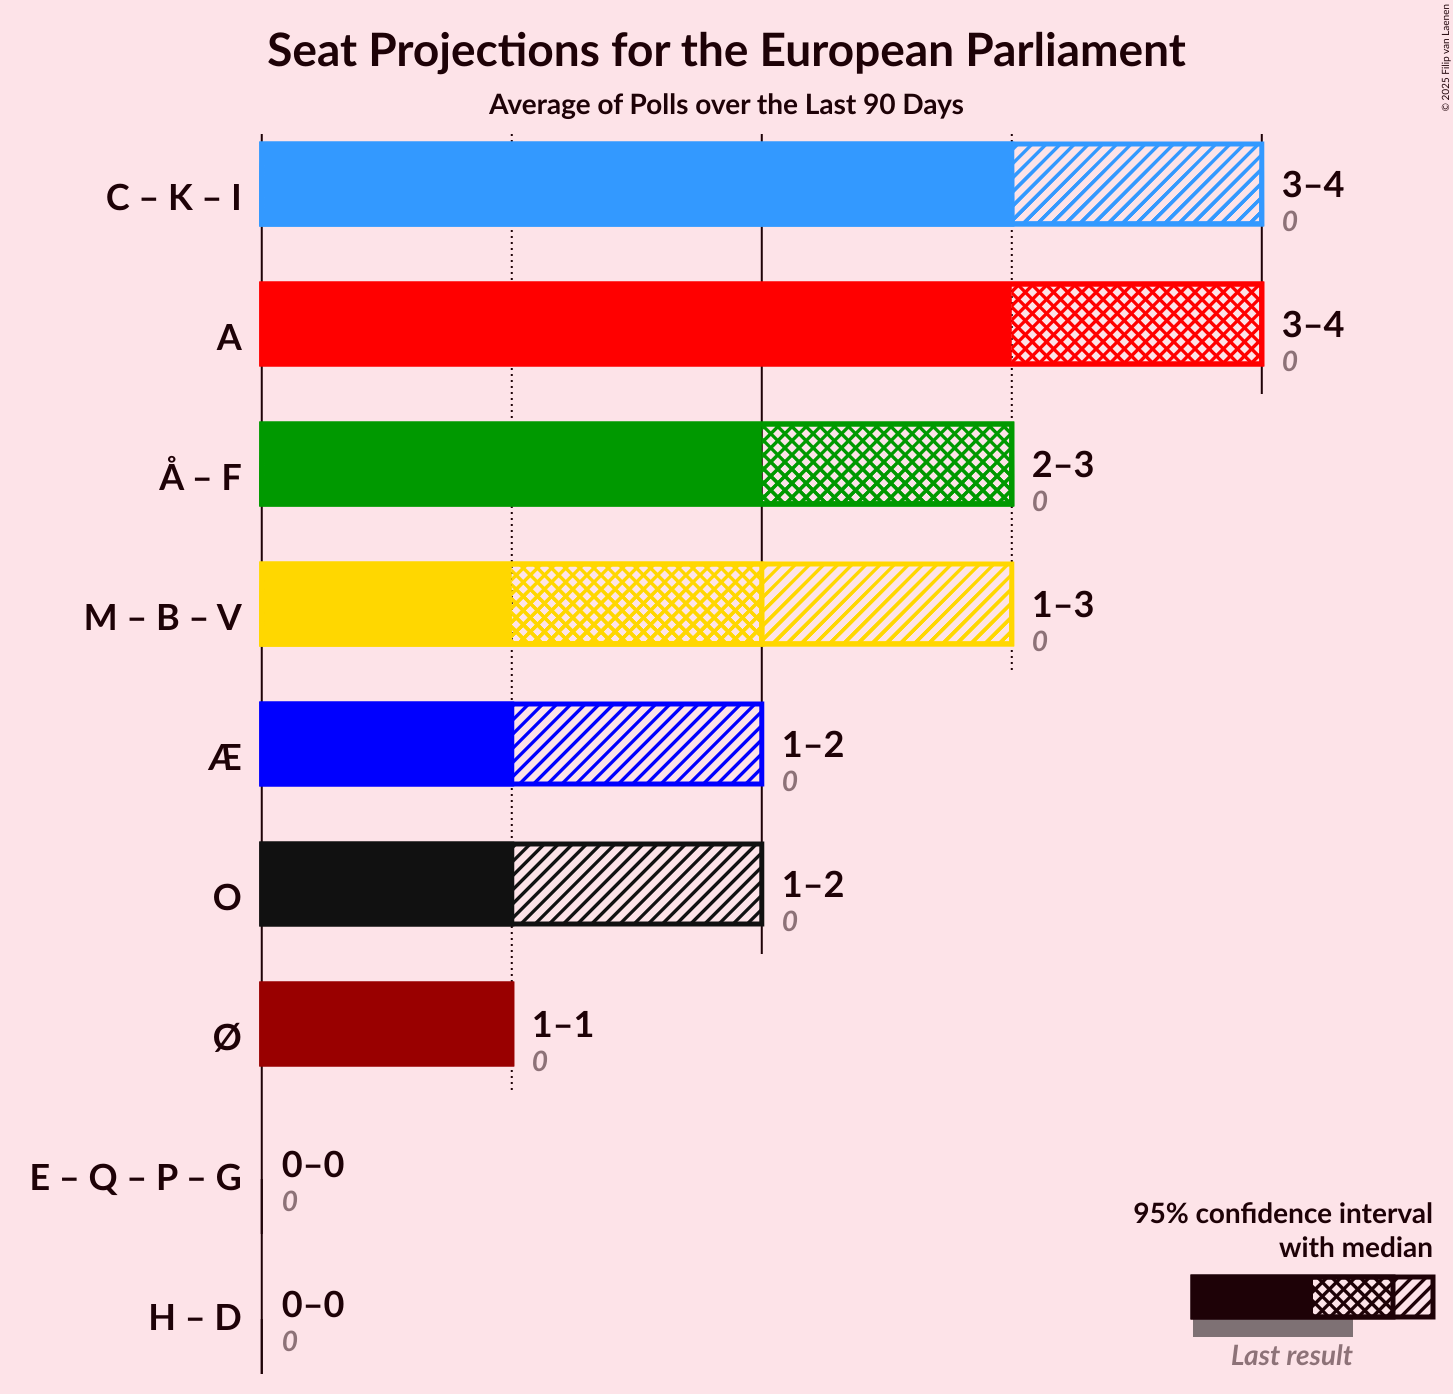 Seat Projections for the European Parliament
Average of Polls over the Last 90 Days
© 2025 Filip van Laenen
C – K – I
3–4
0
A
3–4
0
Å – F
2–3
0
M – B – V
1–3
0
Æ
1–2
0
O
1–2
0
Ø
1–1
0
E – Q – P – G
0–0
0
H – D
0–0
0
95% confidence interval
with median
Last result